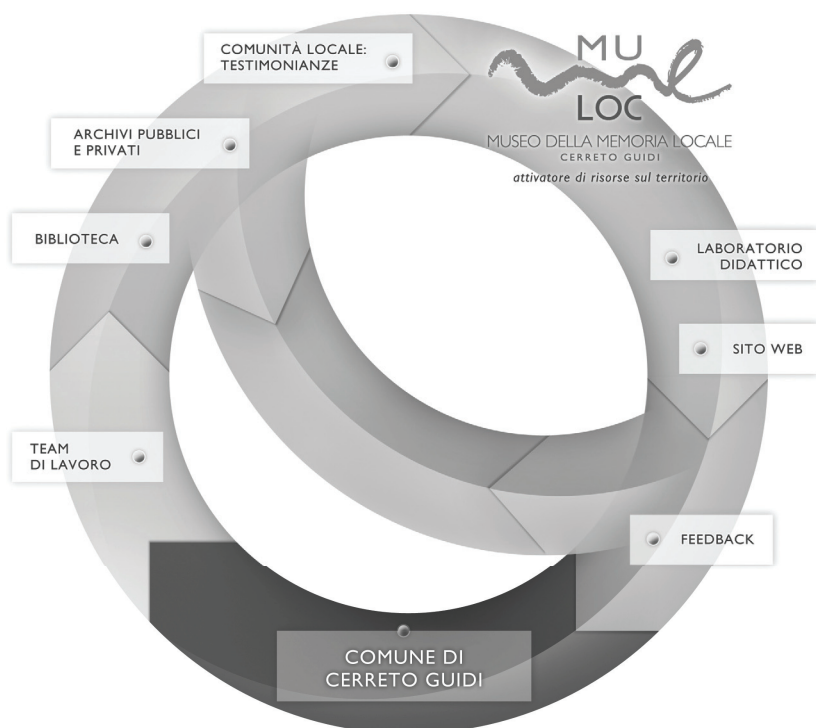 COMUNITÀ LOCALE:
TESTIMONIANZE
MU
LOC
MUSEO DELLA MEMORIA LOCALE
CERRETO GUIDI
attivatore di risorse sul territorio
ARCHIVI PUBBLICI
E PRIVATI
BIBLIOTECA
LABORATORIO
DIDATTICO
SITO WEB
TEAM
DI LAVORO
FEEDBACK
COMUNE DI
CERRETO GUIDI